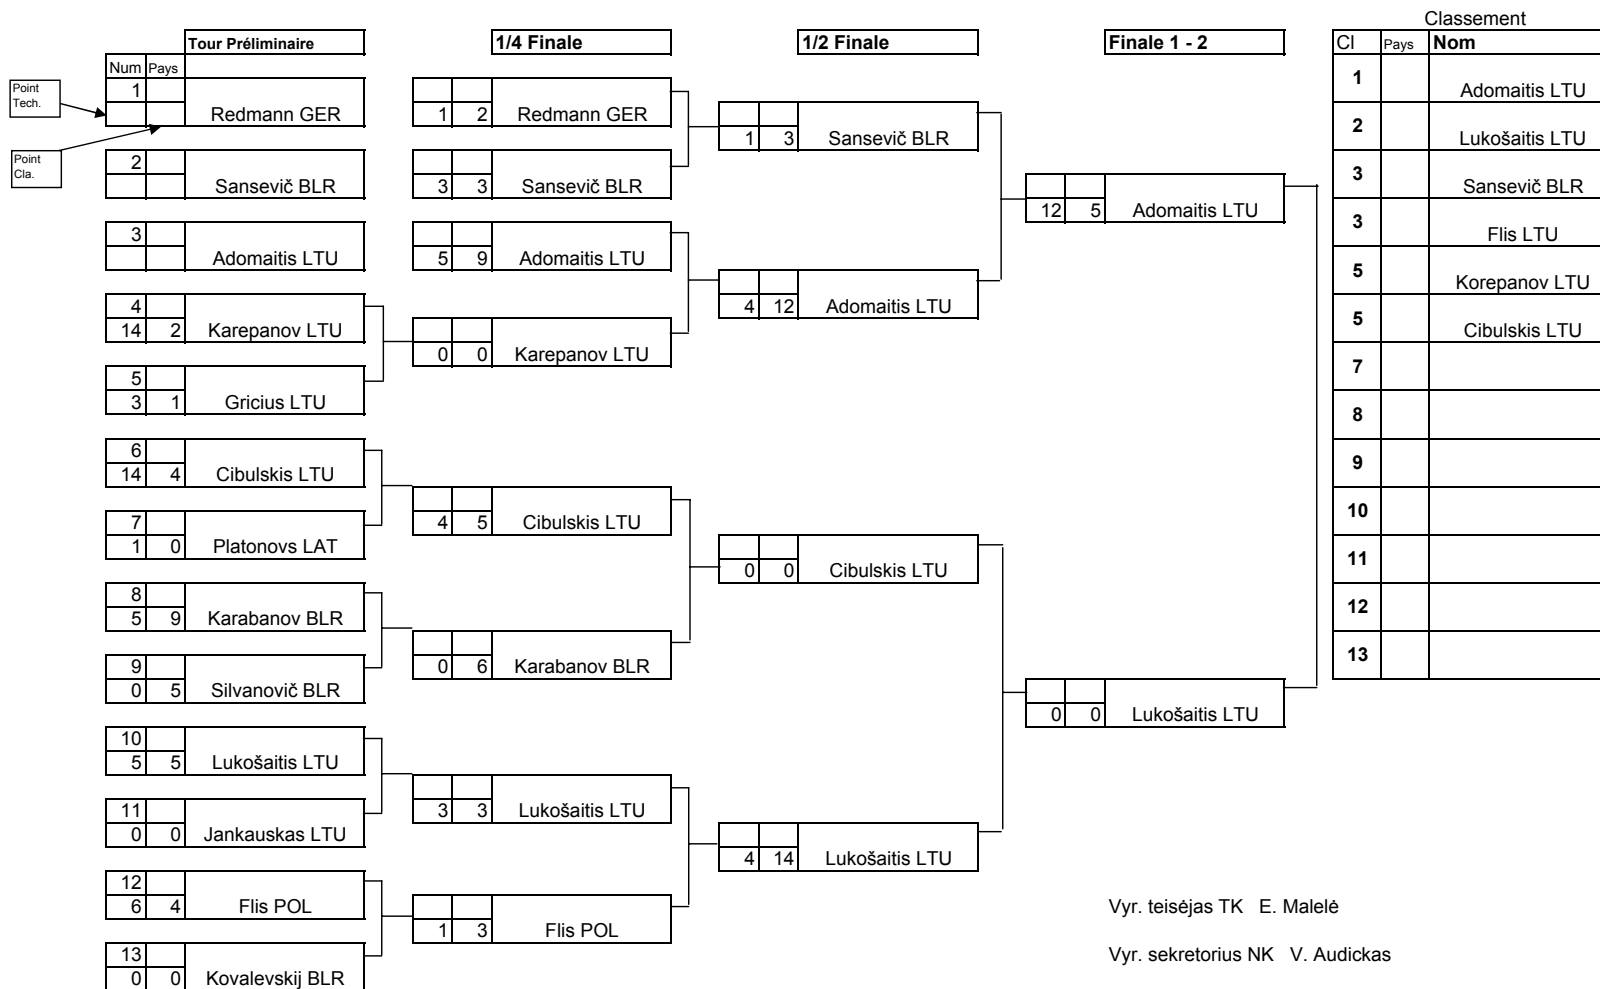 Classement
Tour Préliminaire 1/4 Finale 1/2 Finale Finale 1 - 2 Cl Pays Nom
Num Pays
Point
Tech.
Point
Cla.
1
Redmann GER
2
Sansevič BLR
3
Adomaitis LTU
4
14 2 Karepanov LTU
5
3 1 Gricius LTU
6
14 4 Cibulskis LTU
7
1 0 Platonovs LAT
8
5 9 Karabanov BLR
9
0 5 Silvanovič BLR
10
5 5 Lukošaitis LTU
11
0 0 Jankauskas LTU
12
6 4 Flis POL
13
0 0 Kovalevskij BLR
1 2 Redmann GER
3 3 Sansevič BLR
5 9 Adomaitis LTU
0 0 Karepanov LTU
4 5 Cibulskis LTU
0 6 Karabanov BLR
3 3 Lukošaitis LTU
1 3 Flis POL
1 3 Sansevič BLR
4 12 Adomaitis LTU
0 0 Cibulskis LTU
4 14 Lukošaitis LTU
12 5 Adomaitis LTU
0 0 Lukošaitis LTU
1 Adomaitis LTU
2 Lukošaitis LTU
3 Sansevič BLR
3 Flis LTU
5 Korepanov LTU
5 Cibulskis LTU
7
8
9
10
11
12
13
Vyr. teisėjas TK E. Malelė
Vyr. sekretorius NK V. Audickas